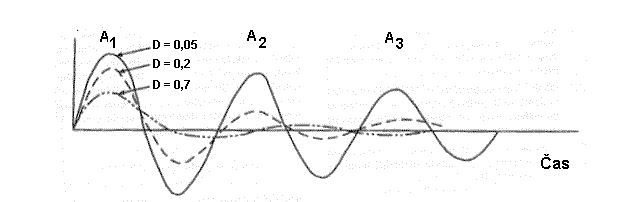 A1 A2 A3
D = 0,05
D = 0,2
D = 0,7
Čas